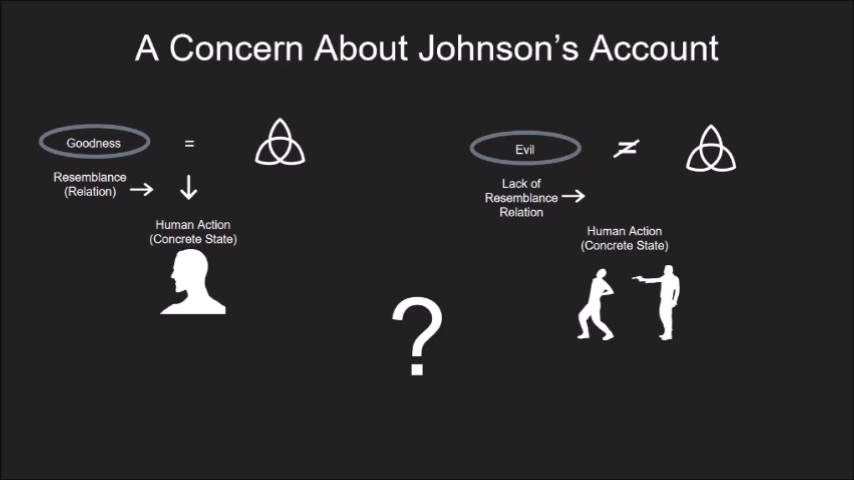 A Concern About Johnson's Account
Goodness
=
Resemblance
(Relation)
Human Action
(Concrete State)
Evil
≠
Lack of
Resemblance
Relation
Human Action
(Concrete State)
?